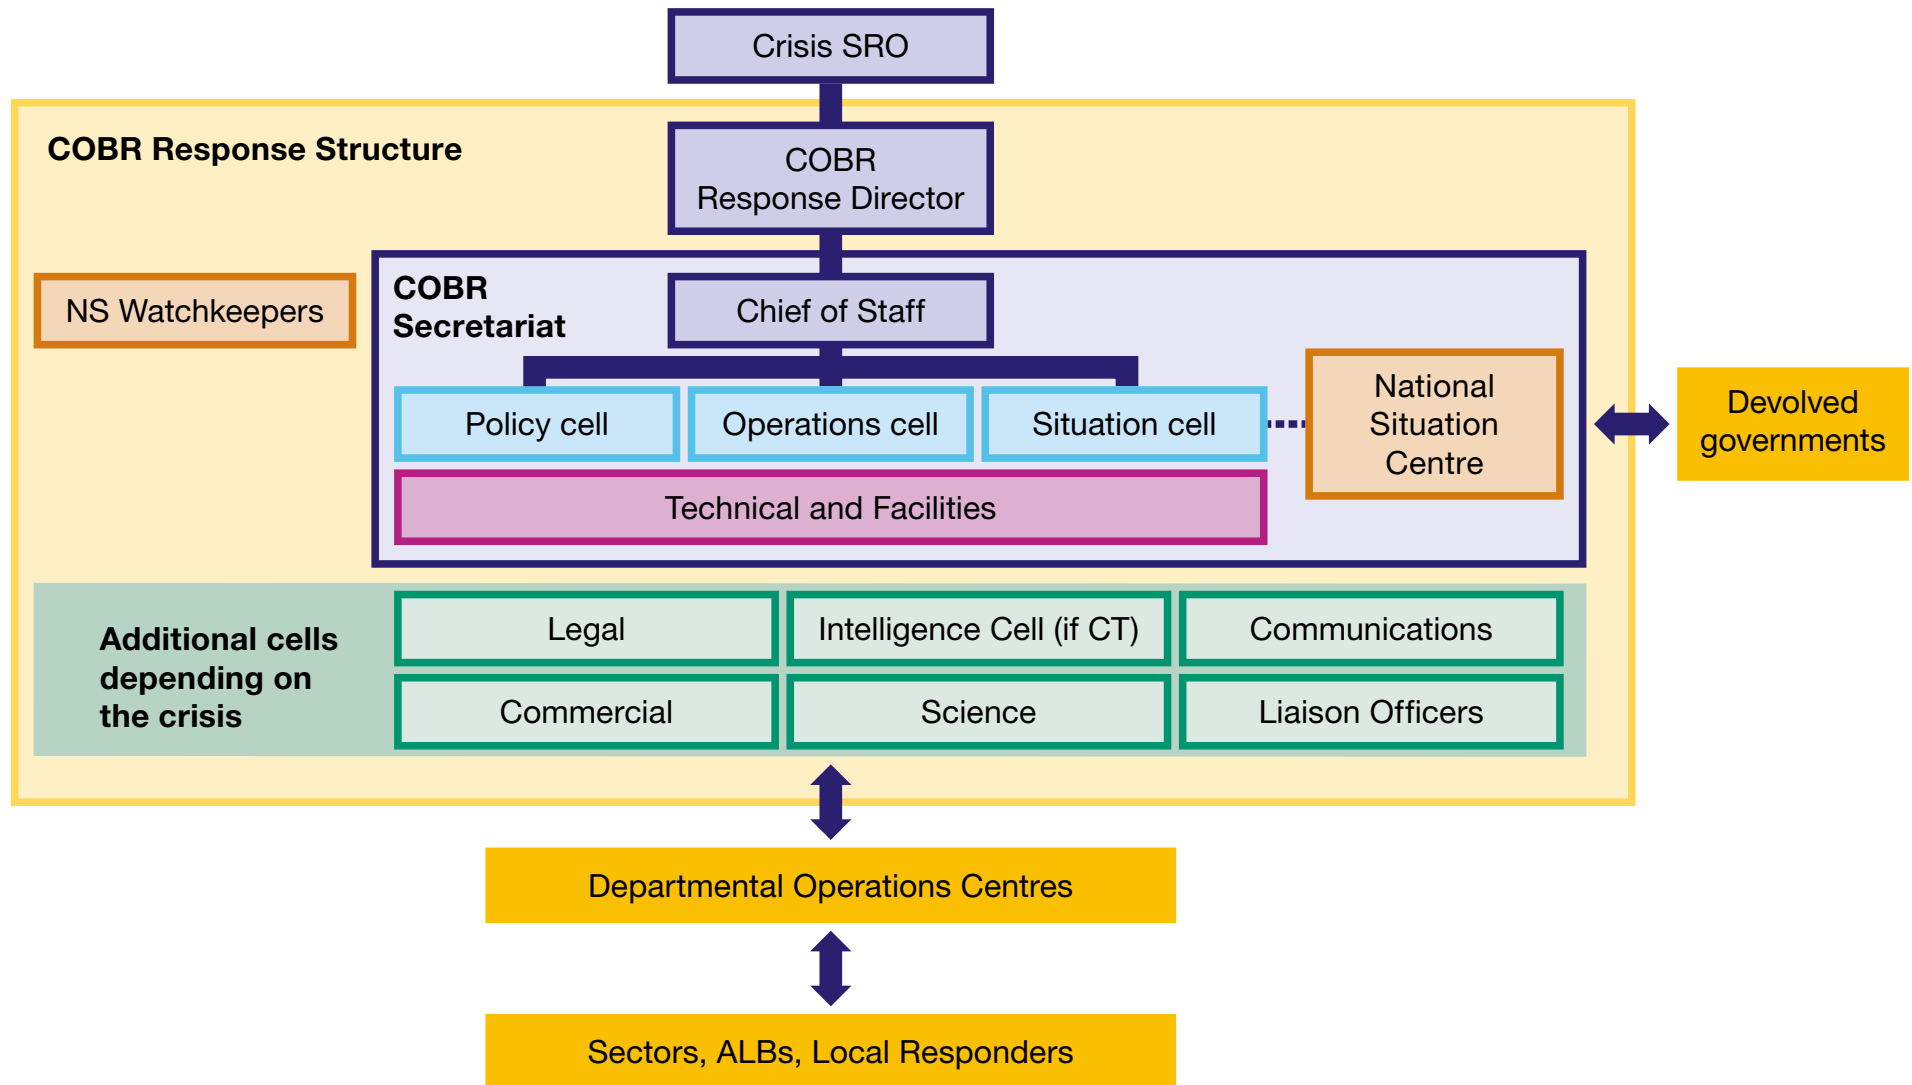 Crisis SRO
COBR Response Structure
COBR
Response Director
NS Watchkeepers
COBR
Secretariat
Chief of Staff
Policy cell
Operations cell
Situation cell
National
Situation
Centre
Devolved
governments
Technical and Facilities
Additional cells
depending on
the crisis
Legal
Intelligence Cell (if CT)
Communications
Commercial
Science
Liaison Officers
Departmental Operations Centres
Sectors, ALBs, Local Responders